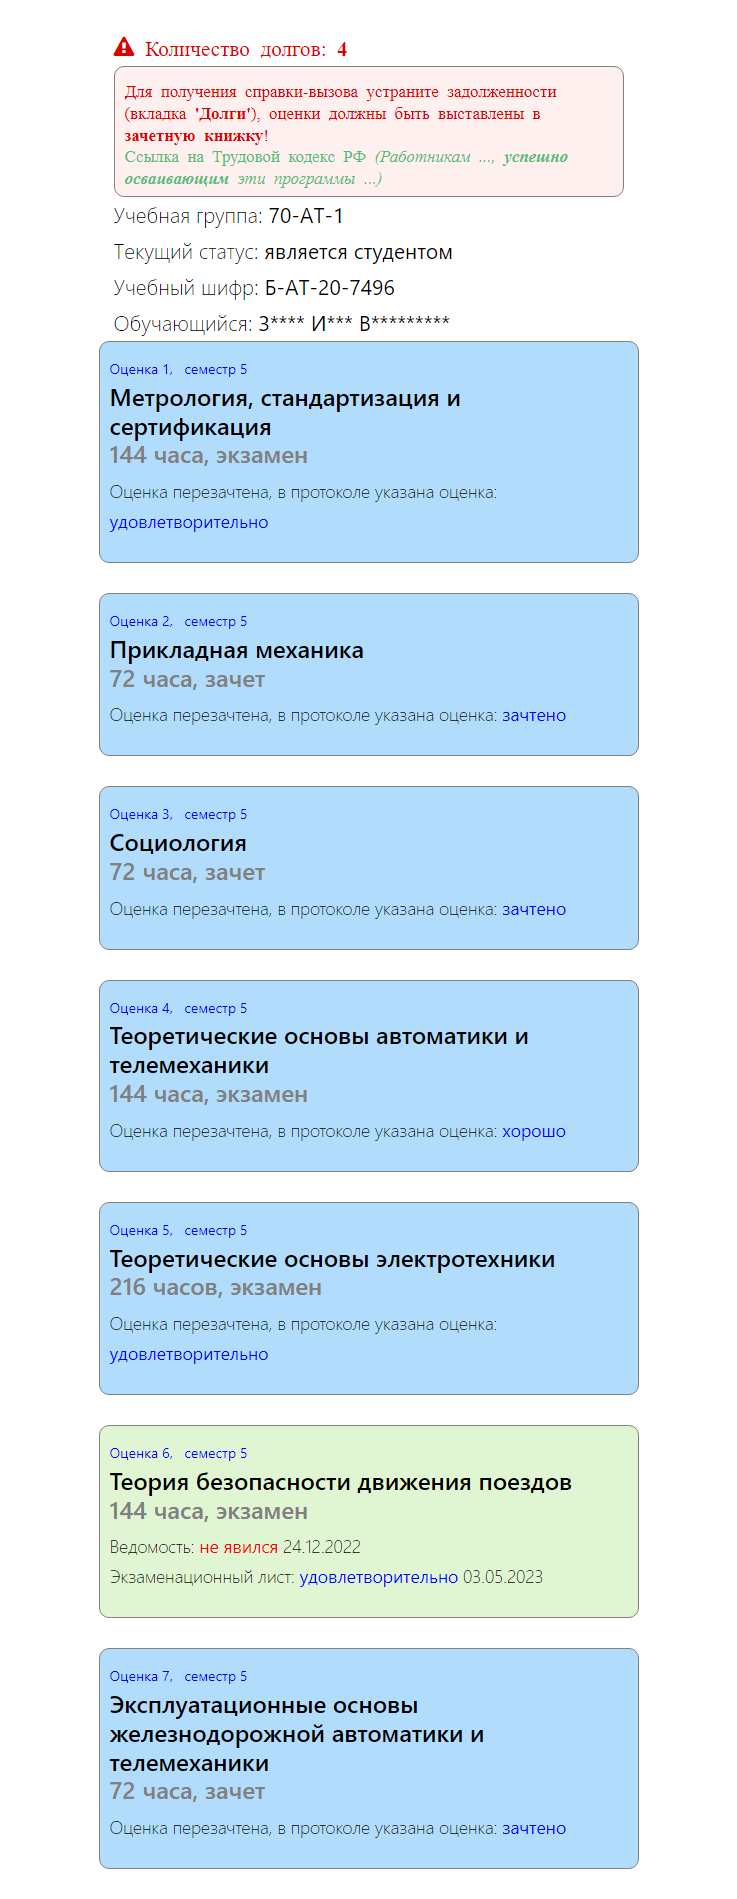 Количество долгов: 4
Для получения справки-вызова устраните задолженности
(вкладка 'Долги'), оценки должны быть выставлены в
зачетную книжку!
Ссылка на Трудовой кодекс РФ (Работникам ..., успешно
осваивающим эти программы ...)
Учебная группа: 70-АТ-1
Текущий статус: является студентом
Учебный шифр: Б-АТ-20-7496
Обучающийся: З**** И*** В*********
Оценка 1, семестр 5
Метрология, стандартизация и
сертификация
144 часа, экзамен
Оценка перезачтена, в протоколе указана оценка:
удовлетворительно
Оценка 2, семестр 5
Прикладная механика
72 часа, зачет
Оценка перезачтена, в протоколе указана оценка: зачтено
Оценка 3, семестр 5
Социология
72 часа, зачет
Оценка перезачтена, в протоколе указана оценка: зачтено
Оценка 4, семестр 5
Теоретические основы автоматики и
телемеханики
144 часа, экзамен
Оценка перезачтена, в протоколе указана оценка: хорошо
Оценка 5, семестр 5
Теоретические основы электротехники
216 часов, экзамен
Оценка перезачтена, в протоколе указана оценка:
удовлетворительно
Оценка 6, семестр 5
Теория безопасности движения поездов
144 часа, экзамен
Ведомость: не явился 24.12.2022
Экзаменационный лист: удовлетворительно 03.05.2023
Оценка 7, семестр 5
Эксплуатационные основы
железнодорожной автоматики и
телемеханики
72 часа, зачет
Оценка перезачтена, в протоколе указана оценка: зачтено